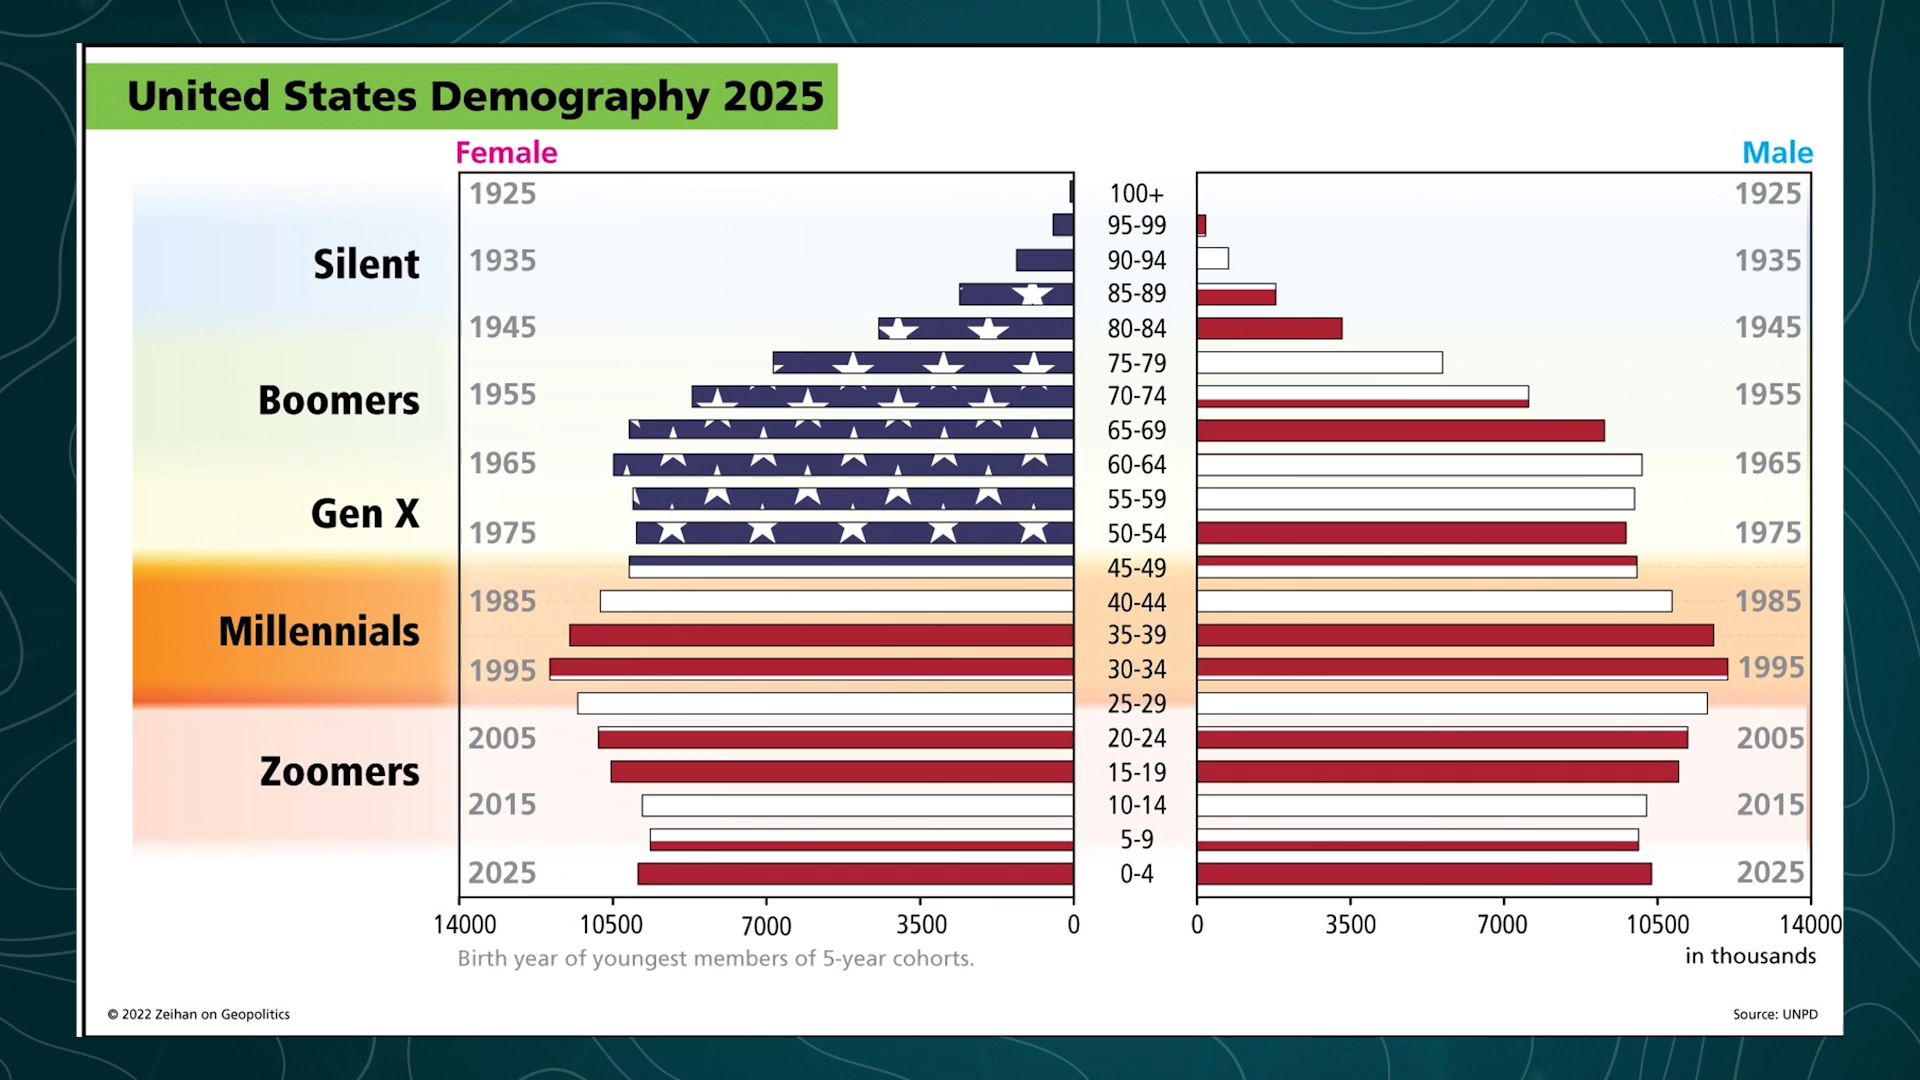 United States Demography 2025
Female
Male
1925 100+ 1925
95-99
Silent 1935 90-94 1935
85-89
1945 80-84 1945
75-79
Boomers 1955 70-74 1955
65-69
1965 60-64 1965
Gen X 55-59
1975 50-54 1975
45-49
1985 40-44 1985
Millennials 35-39
1995 30-34 1995
25-29
2005 20-24 2005
Zoomers 15-19
2015 10-14 2015
5-9
2025 0-4 2025
14000 10500 7000 3500 0 0 3500 7000 10500 14000
Birth year of youngest members of 5-year cohorts. in thousands
© 2022 Zeihan on Geopolitics Source: UNPD